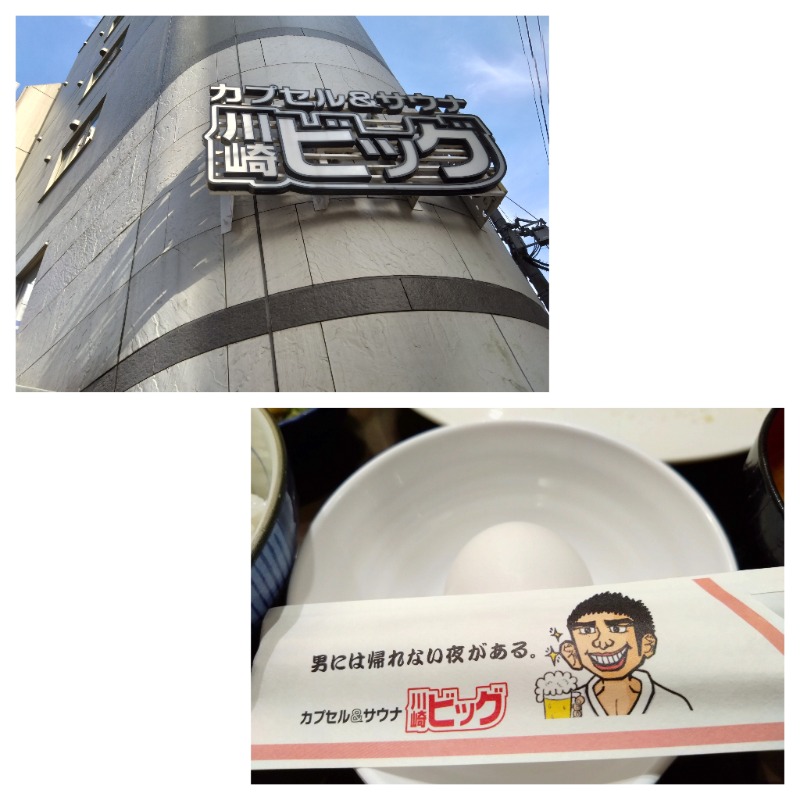 カプセル&サウナ
川崎ビッグ
男には帰れない夜がある。
カプセル&サウナ 川崎ビッグ